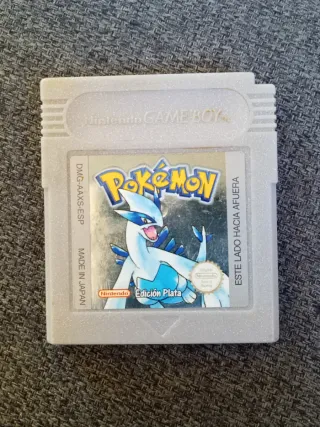 Nintendo GAME BOY
DMG-AAXS-ESP
MADE IN JAPAN
POKéMON
Nintendo
Edición Plata
ESTE LADO HACIA AFUERA